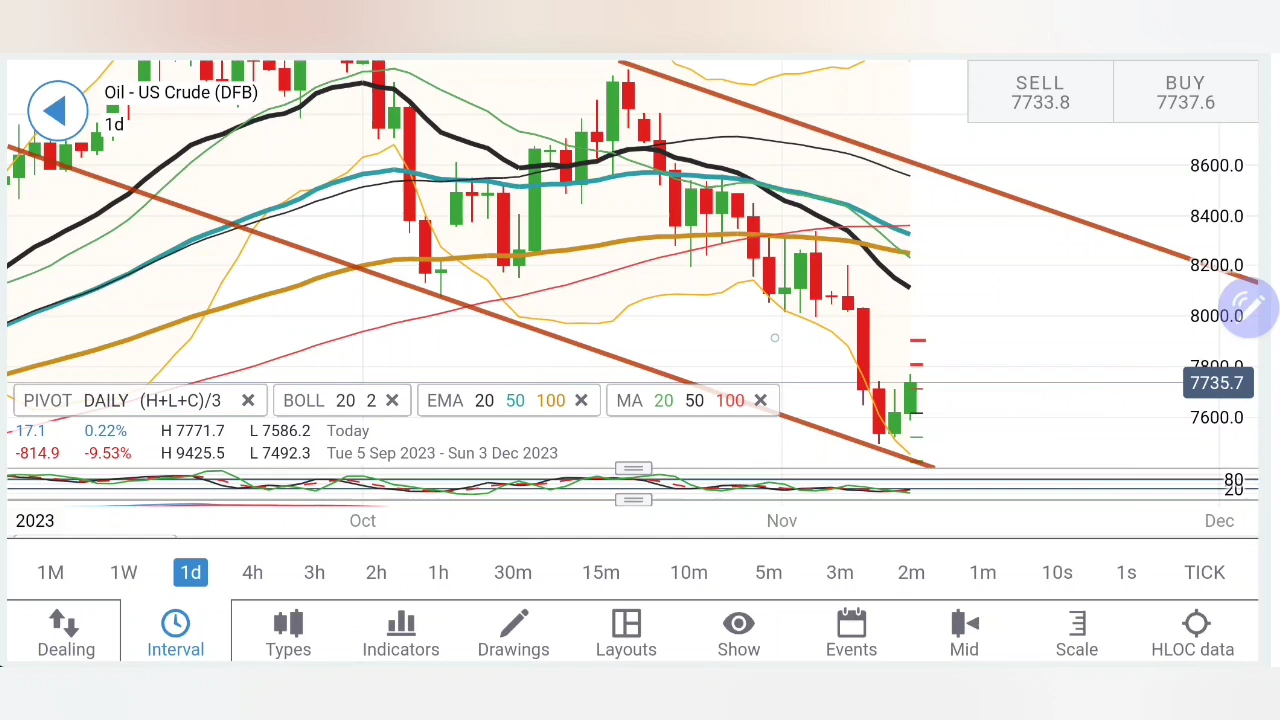 Oil - US Crude (DFB)
1d
SELL
7733.8
BUY
7737.6
8600.0
8400.0
8200.0
8000.0
7800.0
7735.7
7600.0
PIVOT DAILY (H+L+C)/3
BOLL 20 2
EMA 20 50 100
MA 20 50 100
17.1 0.22% H 7771.7 L 7586.2 Today
-814.9 -9.53% H 9425.5 L 7492.3 Tue 5 Sep 2023 - Sun 3 Dec 2023
80
20
2023 Oct Nov Dec
1M 1W 1d 4h 3h 2h 1h 30m 15m 10m 5m 3m 2m 1m 10s 1s TICK
Dealing Interval Types Indicators Drawings Layouts Show Events Mid Scale HLOC data